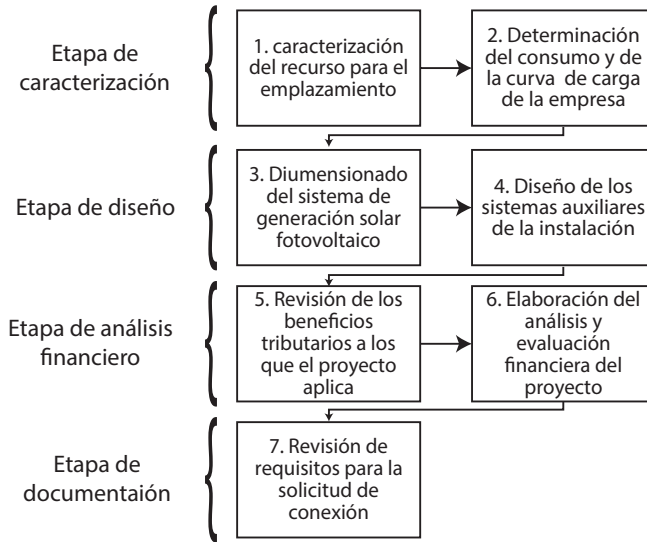 Etapa de
caracterización
1. caracterización
del recurso para el
emplazamiento
2. Determinación
del consumo y de
la curva  de carga
de la empresa
Etapa de diseño
3. Diumensionado
del sistema de
generación solar
fotovoltaico
4. Diseño de los
sistemas auxiliares
de la instalación
Etapa de análisis
financiero
5. Revisión de los
beneficios
tributarios a los
que el proyecto
aplica
6. Elaboración del
análisis y
evaluación
financiera del
proyecto
Etapa de
documentaión
7. Revisión de
requisitos para la
solicitud de
conexión